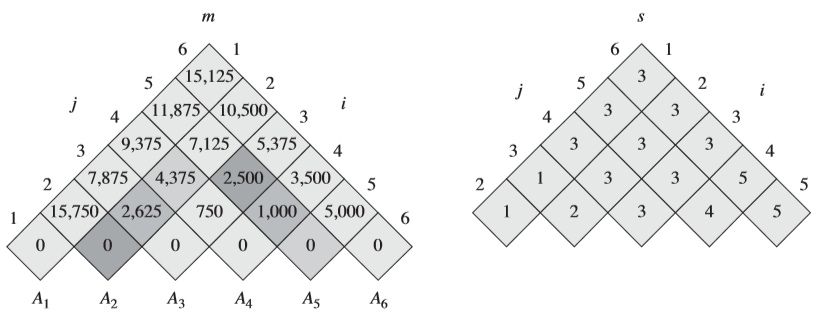 m s
6 1 6 1
15,125 3
5 2 5 2
j 11,875 10,500 i j 3 3 i
4 3 4 3
9,375 7,125 5,375 3 3 3
3 4 3 4
7,875 4,375 2,500 3,500 1 3 3 5
2 5 2 5
15,750 2,625 750 1,000 5,000 1 2 3 4 5
1 6
0 0 0 0 0 0
A1 A2 A3 A4 A5 A6